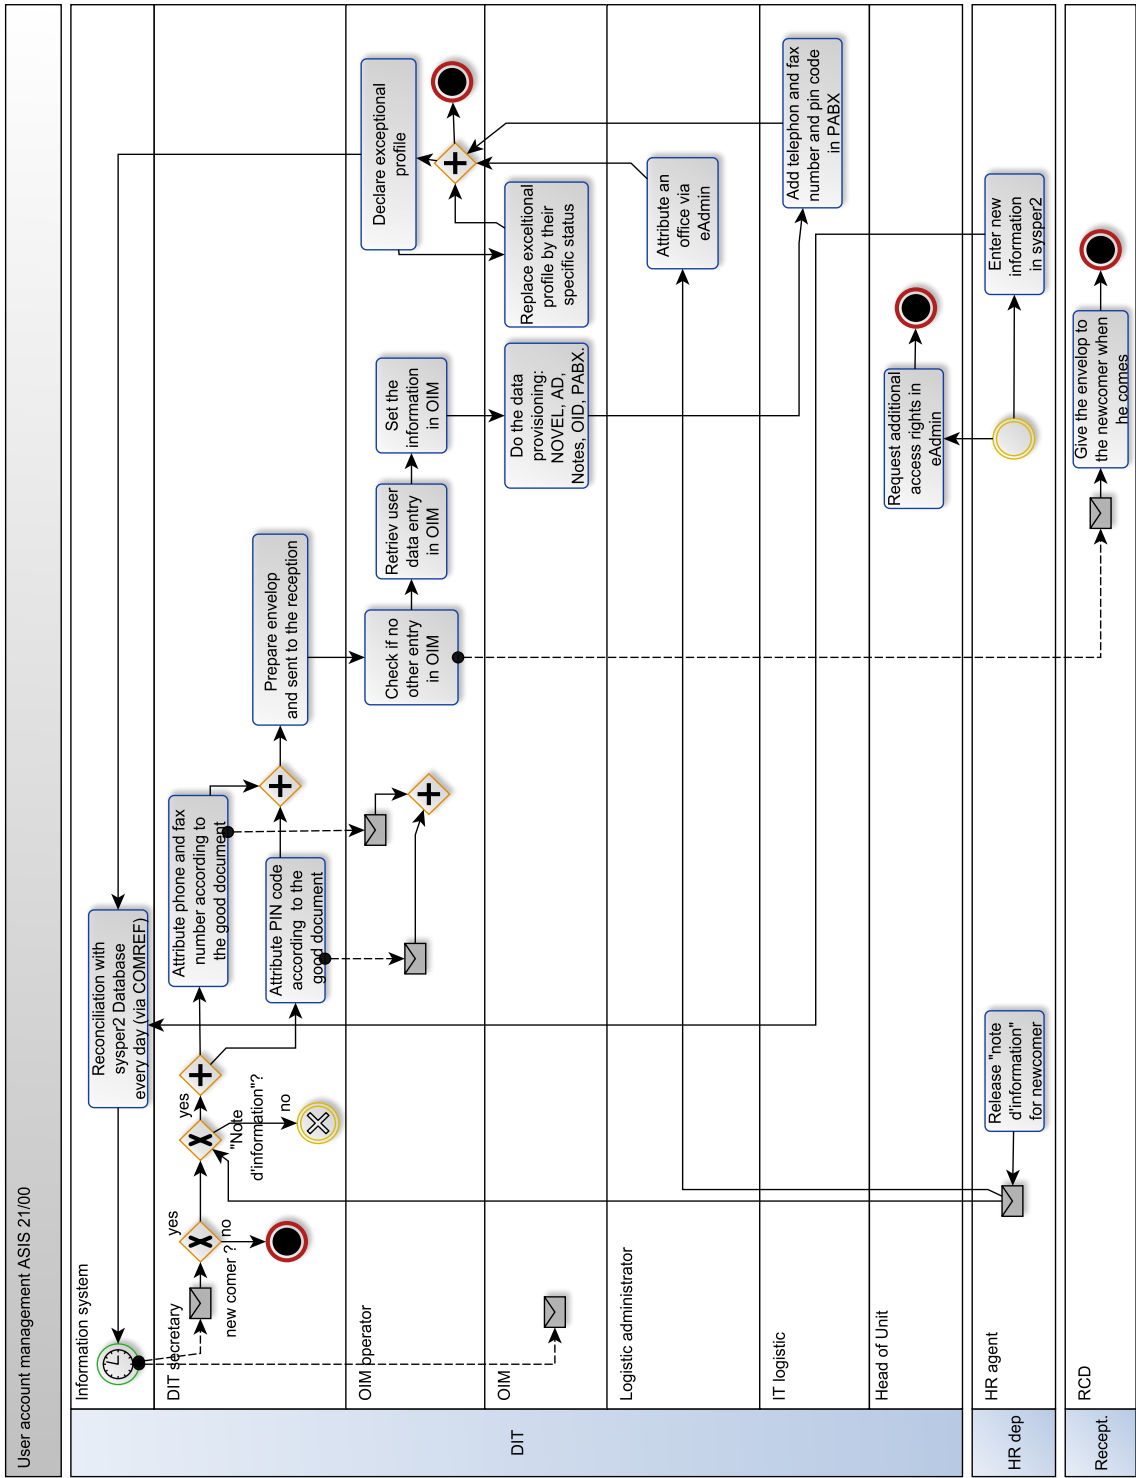 User account management ASIS 21/00
DIT
Information system
Reconciliation with
sysper2 Database
every day (via COMREF)
DIT secretary
new comer ?
yes
no
"Note
d'information"?
yes
no
Attribute phone and fax
number according to
the good document
Attribute PIN code
according to the
good document
Prepare envelop
and sent to the reception
OIM operator
Check if no
other entry
in OIM
Retriev user
data entry
in OIM
Set the
information
in OIM
Declare exceptional
profile
OIM
Do the data
provisioning:
NOVEL, AD,
Notes, OID, PABX.
Replace exceltional
profile by their
specific status
Logistic administrator
Attribute an
office via
eAdmin
IT logistic
Add telephon and fax
number and pin code
in PABX
Head of Unit
Request additional
access rights in
eAdmin
HR dep
HR agent
Release "note
d'information"
for newcomer
Enter new
information
in sysper2
Recept.
RCD
Give the envelop to
the newcomer when
he comes